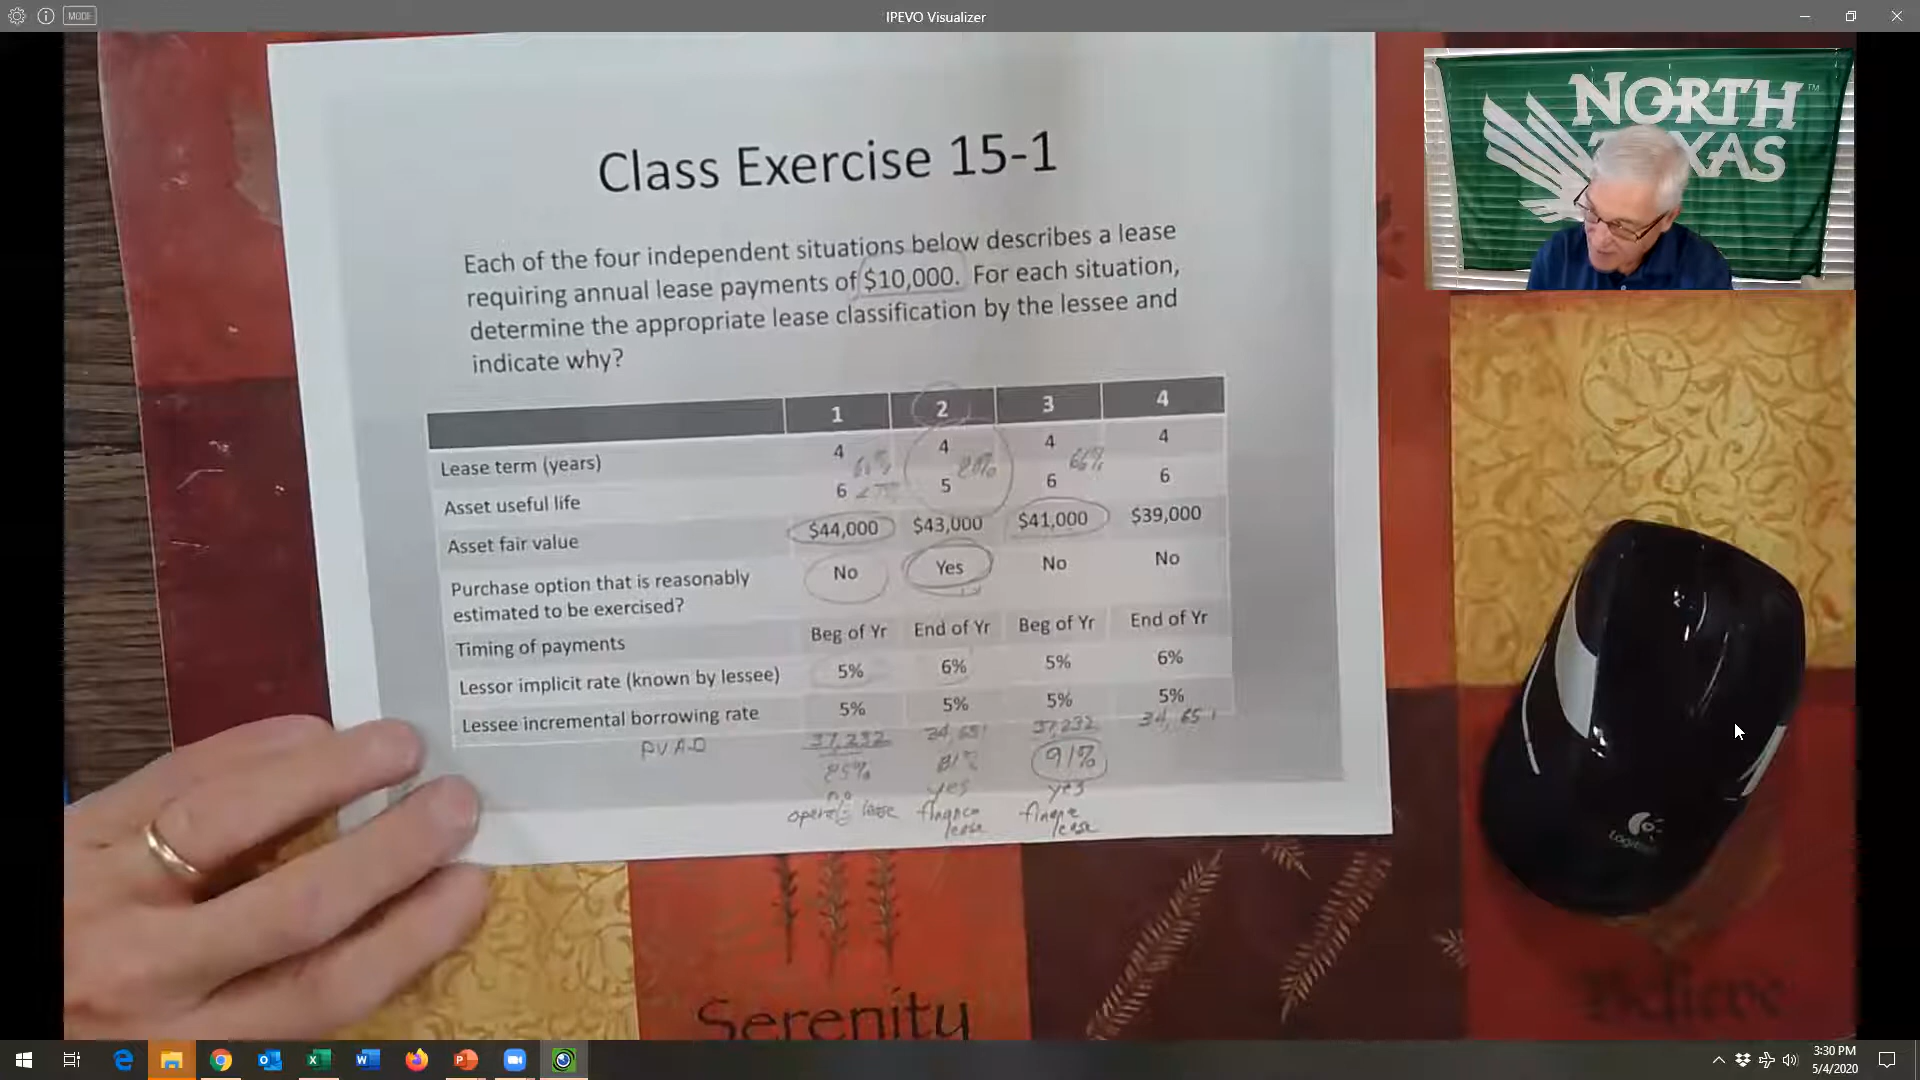 MODE
IPEVO Visualizer
NORTH
TEXAS
™
Class Exercise 15-1
Each of the four independent situations below describes a lease
requiring annual lease payments of $10,000. For each situation,
determine the appropriate lease classification by the lessee and
indicate why?
1 2 3 4
Lease term (years) 4 4 4 4
80% 66%
Asset useful life 6 5 6 6
Asset fair value $44,000 $43,000 $41,000 $39,000
Purchase option that is reasonably No Yes No No
estimated to be exercised?
Timing of payments Beg of Yr End of Yr Beg of Yr End of Yr
Lessor implicit rate (known by lessee) 5% 6% 5% 6%
Lessee incremental borrowing rate 5% 5% 5% 5%
37,232 34,651 37,232 34,651
85% 81% 91%
no yes yes
lease finance finance
lease lease
Logitech
Serenity
Believe
3:30 PM
5/4/2020